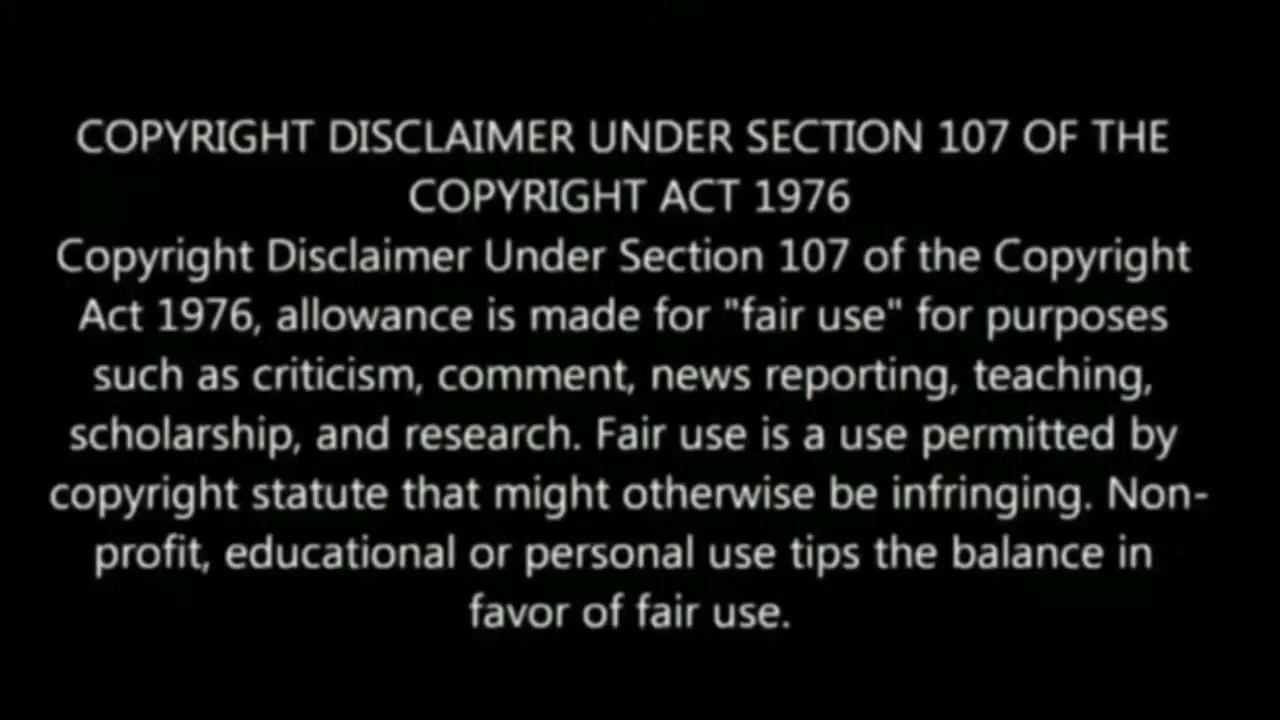 COPYRIGHT DISCLAIMER UNDER SECTION 107 OF THE
COPYRIGHT ACT 1976
Copyright Disclaimer Under Section 107 of the Copyright
Act 1976, allowance is made for "fair use" for purposes
such as criticism, comment, news reporting, teaching,
scholarship, and research. Fair use is a use permitted by
copyright statute that might otherwise be infringing. Non-
profit, educational or personal use tips the balance in
favor of fair use.